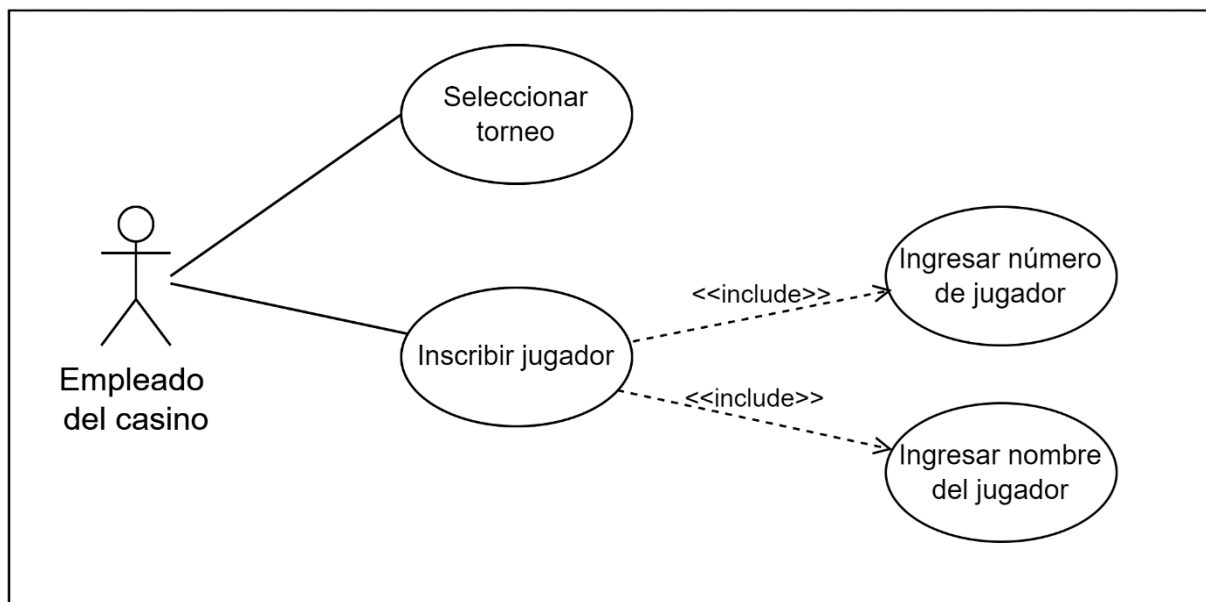 Seleccionar
torneo
Empleado
del casino
Inscribir jugador
<<include>>
<<include>>
Ingresar número
de jugador
Ingresar nombre
del jugador